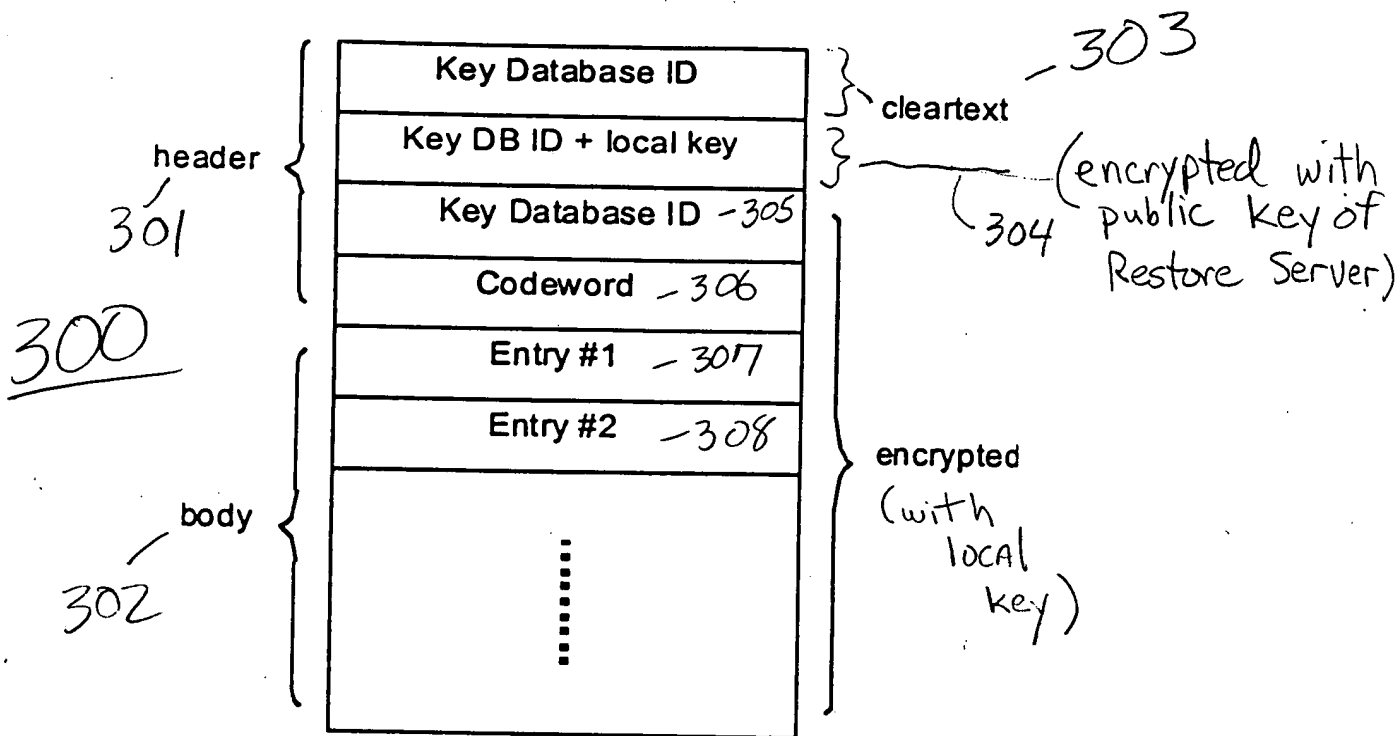 303
Key Database ID
cleartext
Key DB ID + local key
header
301
(encrypted with
public key of
Restore Server)
304
Key Database ID -305
Codeword -306
300
Entry #1 -307
Entry #2 -308
encrypted
(with
local
key)
body
302